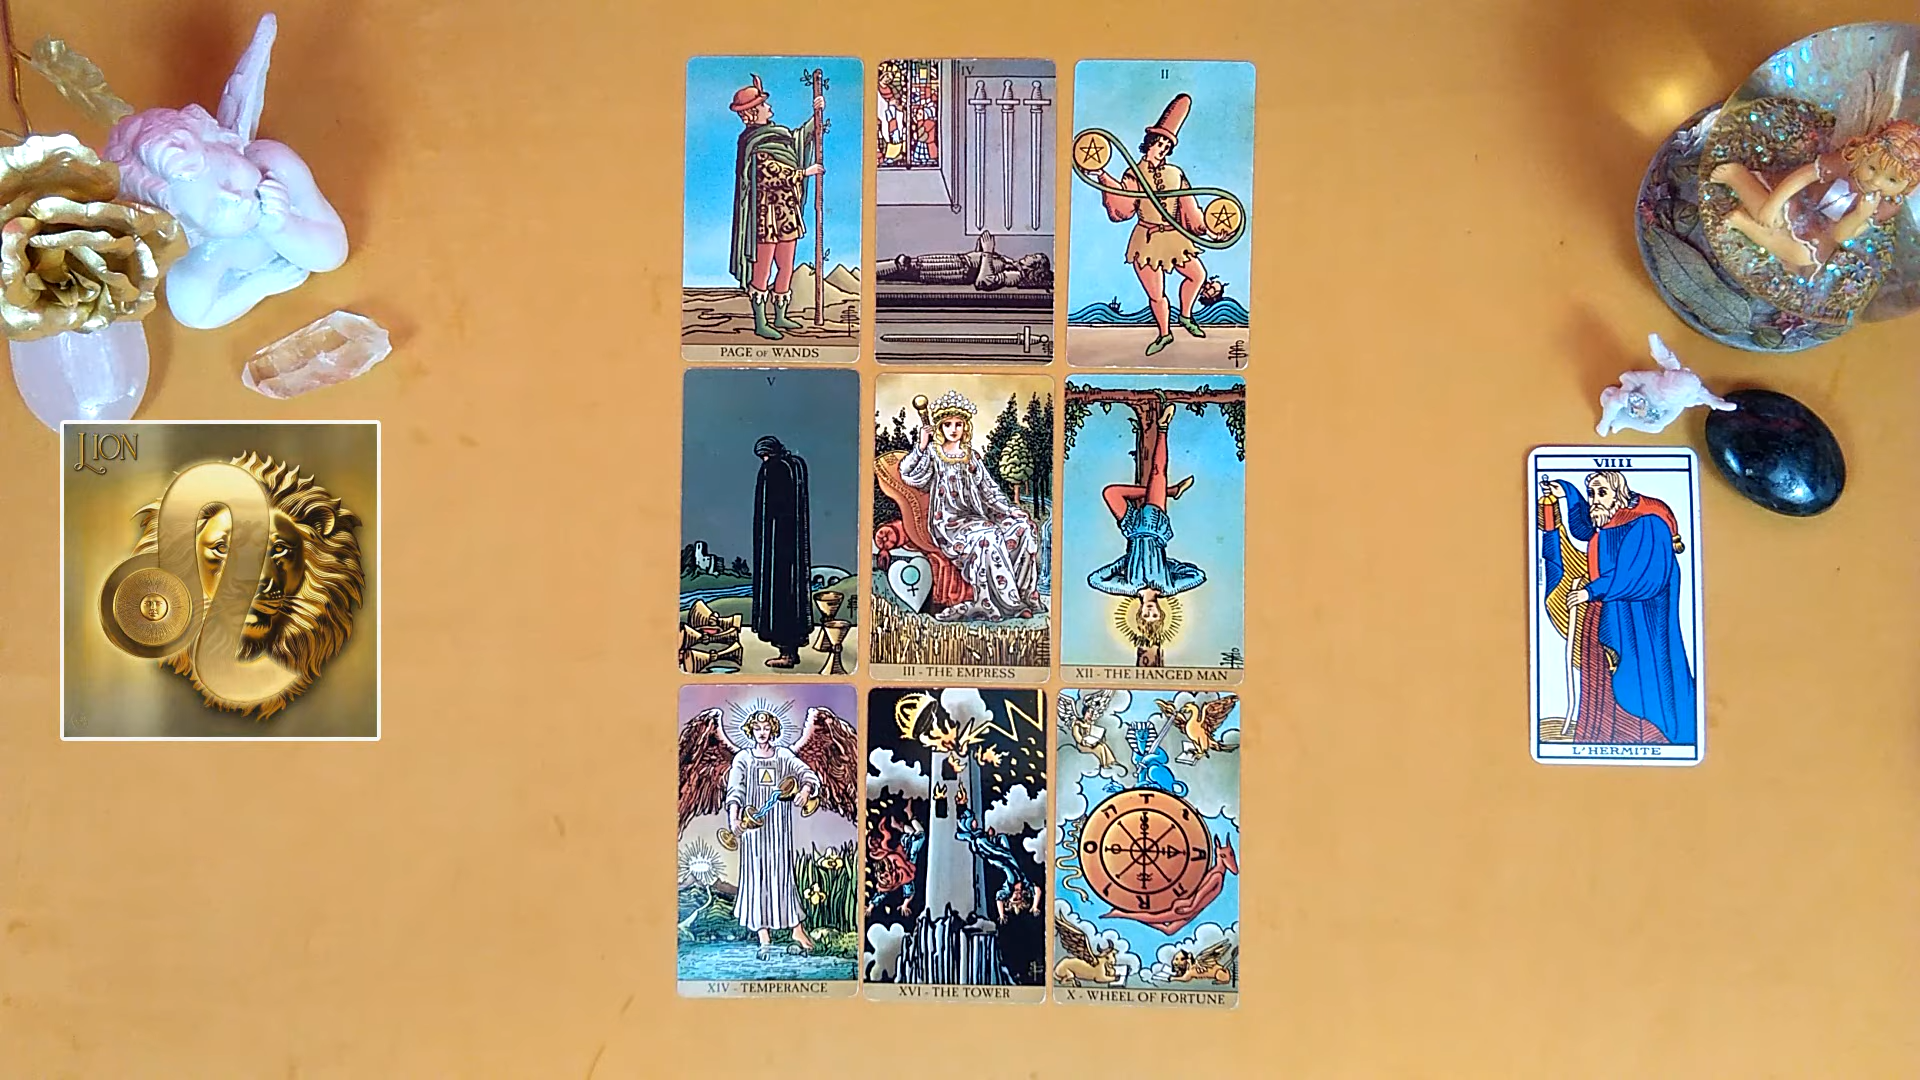 LION
PAGE OF WANDS
IV
II
V
III - THE EMPRESS
XII - THE HANGED MAN
XIV - TEMPERANCE
XVI - THE TOWER
X - WHEEL OF FORTUNE
VIIII
L'HERMITE